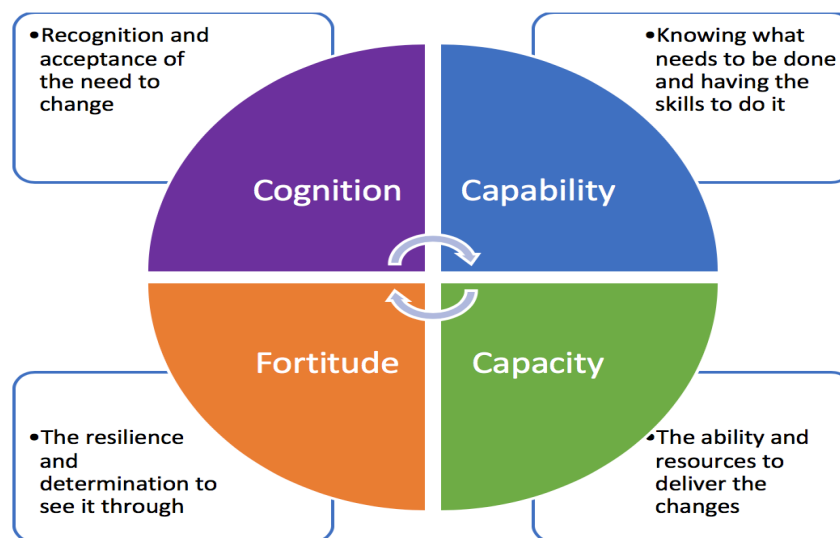 •Recognition and
acceptance of
the need to
change
•Knowing what
needs to be done
and having the
skills to do it
Cognition
Capability
Fortitude
Capacity
•The resilience
and
determination to
see it through
•The ability and
resources to
deliver the
changes